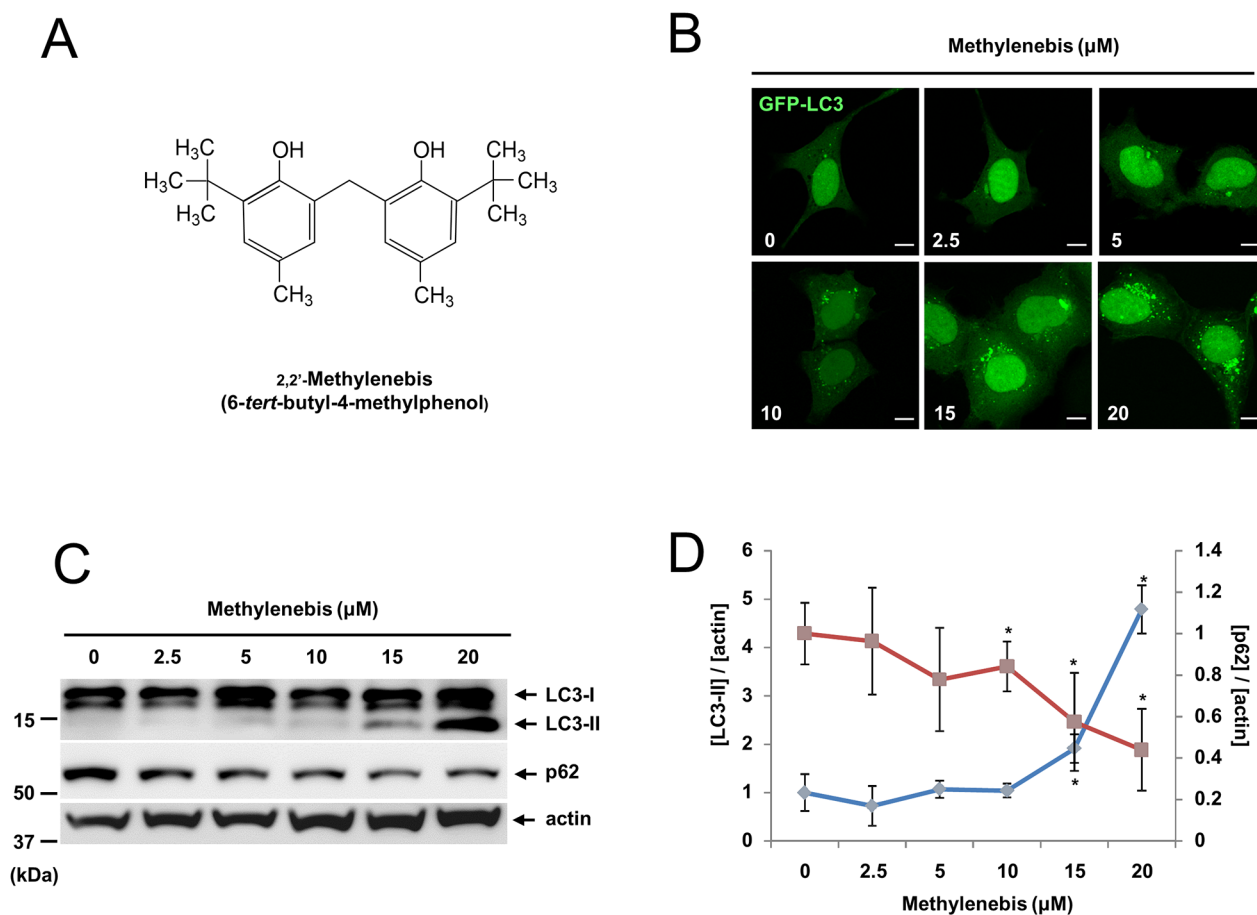 A
H₃C
OH
OH
CH₃
H₃C
CH₃
H₃C
CH₃
CH₃
CH₃
2,2'-Methylenebis
(6-tert-butyl-4-methylphenol)
B
Methylenebis (µM)
GFP-LC3
0
2.5
5
10
15
20
C
Methylenebis (µM)
0 2.5 5 10 15 20
LC3-I
15
LC3-II
p62
50
actin
37
(kDa)
D
[LC3-II] / [actin]
6
5
4
3
2
1
0
1.4
1.2
1
0.8
0.6
0.4
0.2
0
[p62] / [actin]
*
*
*
*
*
0 2.5 5 10 15 20
Methylenebis (µM)